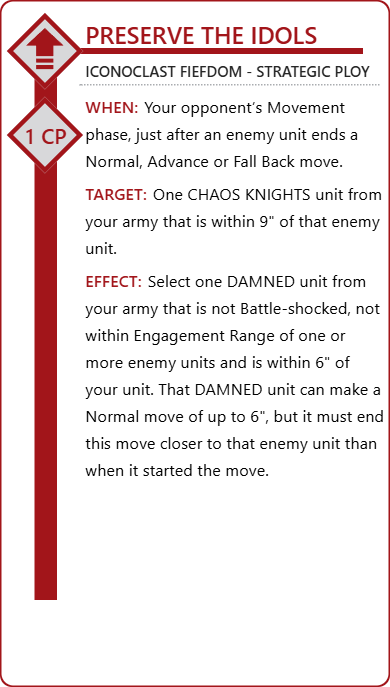 PRESERVE THE IDOLS
ICONOCLAST FIEFDOM - STRATEGIC PLOY
1 CP
WHEN: Your opponent's Movement
phase, just after an enemy unit ends a
Normal, Advance or Fall Back move.
TARGET: One CHAOS KNIGHTS unit from
your army that is within 9" of that enemy
unit.
EFFECT: Select one DAMNED unit from
your army that is not Battle-shocked, not
within Engagement Range of one or
more enemy units and is within 6" of
your unit. That DAMNED unit can make a
Normal move of up to 6", but it must end
this move closer to that enemy unit than
when it started the move.